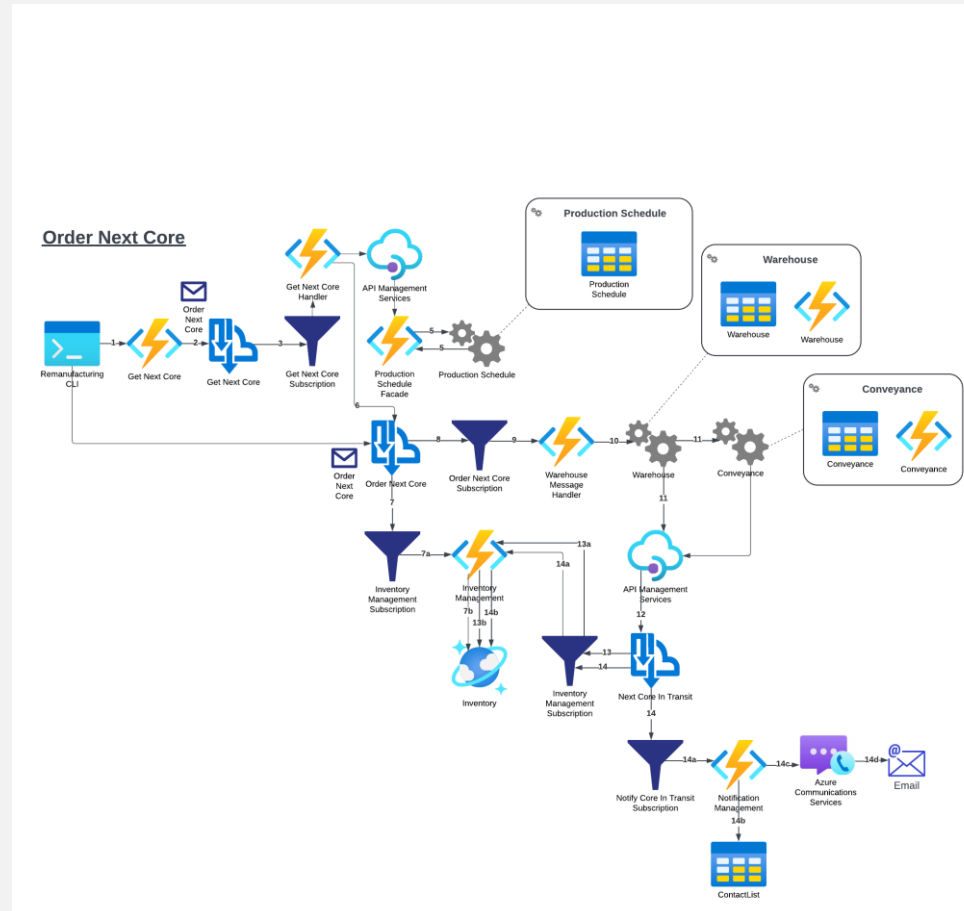 Production Schedule
Production
Schedule
Order Next Core
Warehouse
Warehouse
Warehouse
Get Next Core
Handler
API Management
Services
Order
Next
Core
1
2
3
5
5
Remanufacturing
CLI
Get Next Core
Get Next Core
Get Next Core
Subscription
Production
Schedule
Facade
Production Schedule
Conveyance
Conveyance
Conveyance
6
8
9
10
11
Order
Next
Core
Order Next Core
Order Next Core
Subscription
Warehouse
Message
Handler
Warehouse
Conveyance
7
11
7a
13a
14a
Inventory
Management
Subscription
Inventory
Management
API Management
Services
7b
13b
14b
12
13
14
Inventory
Inventory
Management
Subscription
Next Core In Transit
14
14a
14c
14d
@
Notify Core In Transit
Subscription
Notification
Management
Azure
Communications
Services
Email
14b
ContactList